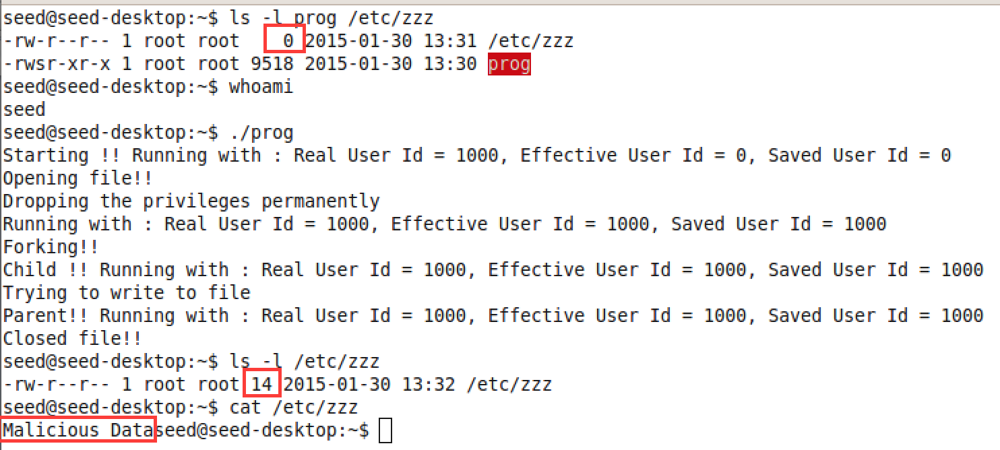 seed@seed-desktop:~$ ls -l prog /etc/zzz
-rw-r--r-- 1 root root    0 2015-01-30 13:31 /etc/zzz
-rwsr-xr-x 1 root root 9518 2015-01-30 13:30 prog
seed@seed-desktop:~$ whoami
seed
seed@seed-desktop:~$ ./prog
Starting !! Running with : Real User Id = 1000, Effective User Id = 0, Saved User Id = 0
Opening file!!
Dropping the privileges permanently
Running with : Real User Id = 1000, Effective User Id = 1000, Saved User Id = 1000
Forking!!
Child !! Running with : Real User Id = 1000, Effective User Id = 1000, Saved User Id = 1000
Trying to write to file
Parent!! Running with : Real User Id = 1000, Effective User Id = 1000, Saved User Id = 1000
Closed file!!
seed@seed-desktop:~$ ls -l /etc/zzz
-rw-r--r-- 1 root root 14 2015-01-30 13:32 /etc/zzz
seed@seed-desktop:~$ cat /etc/zzz
Malicious Dataseed@seed-desktop:~$